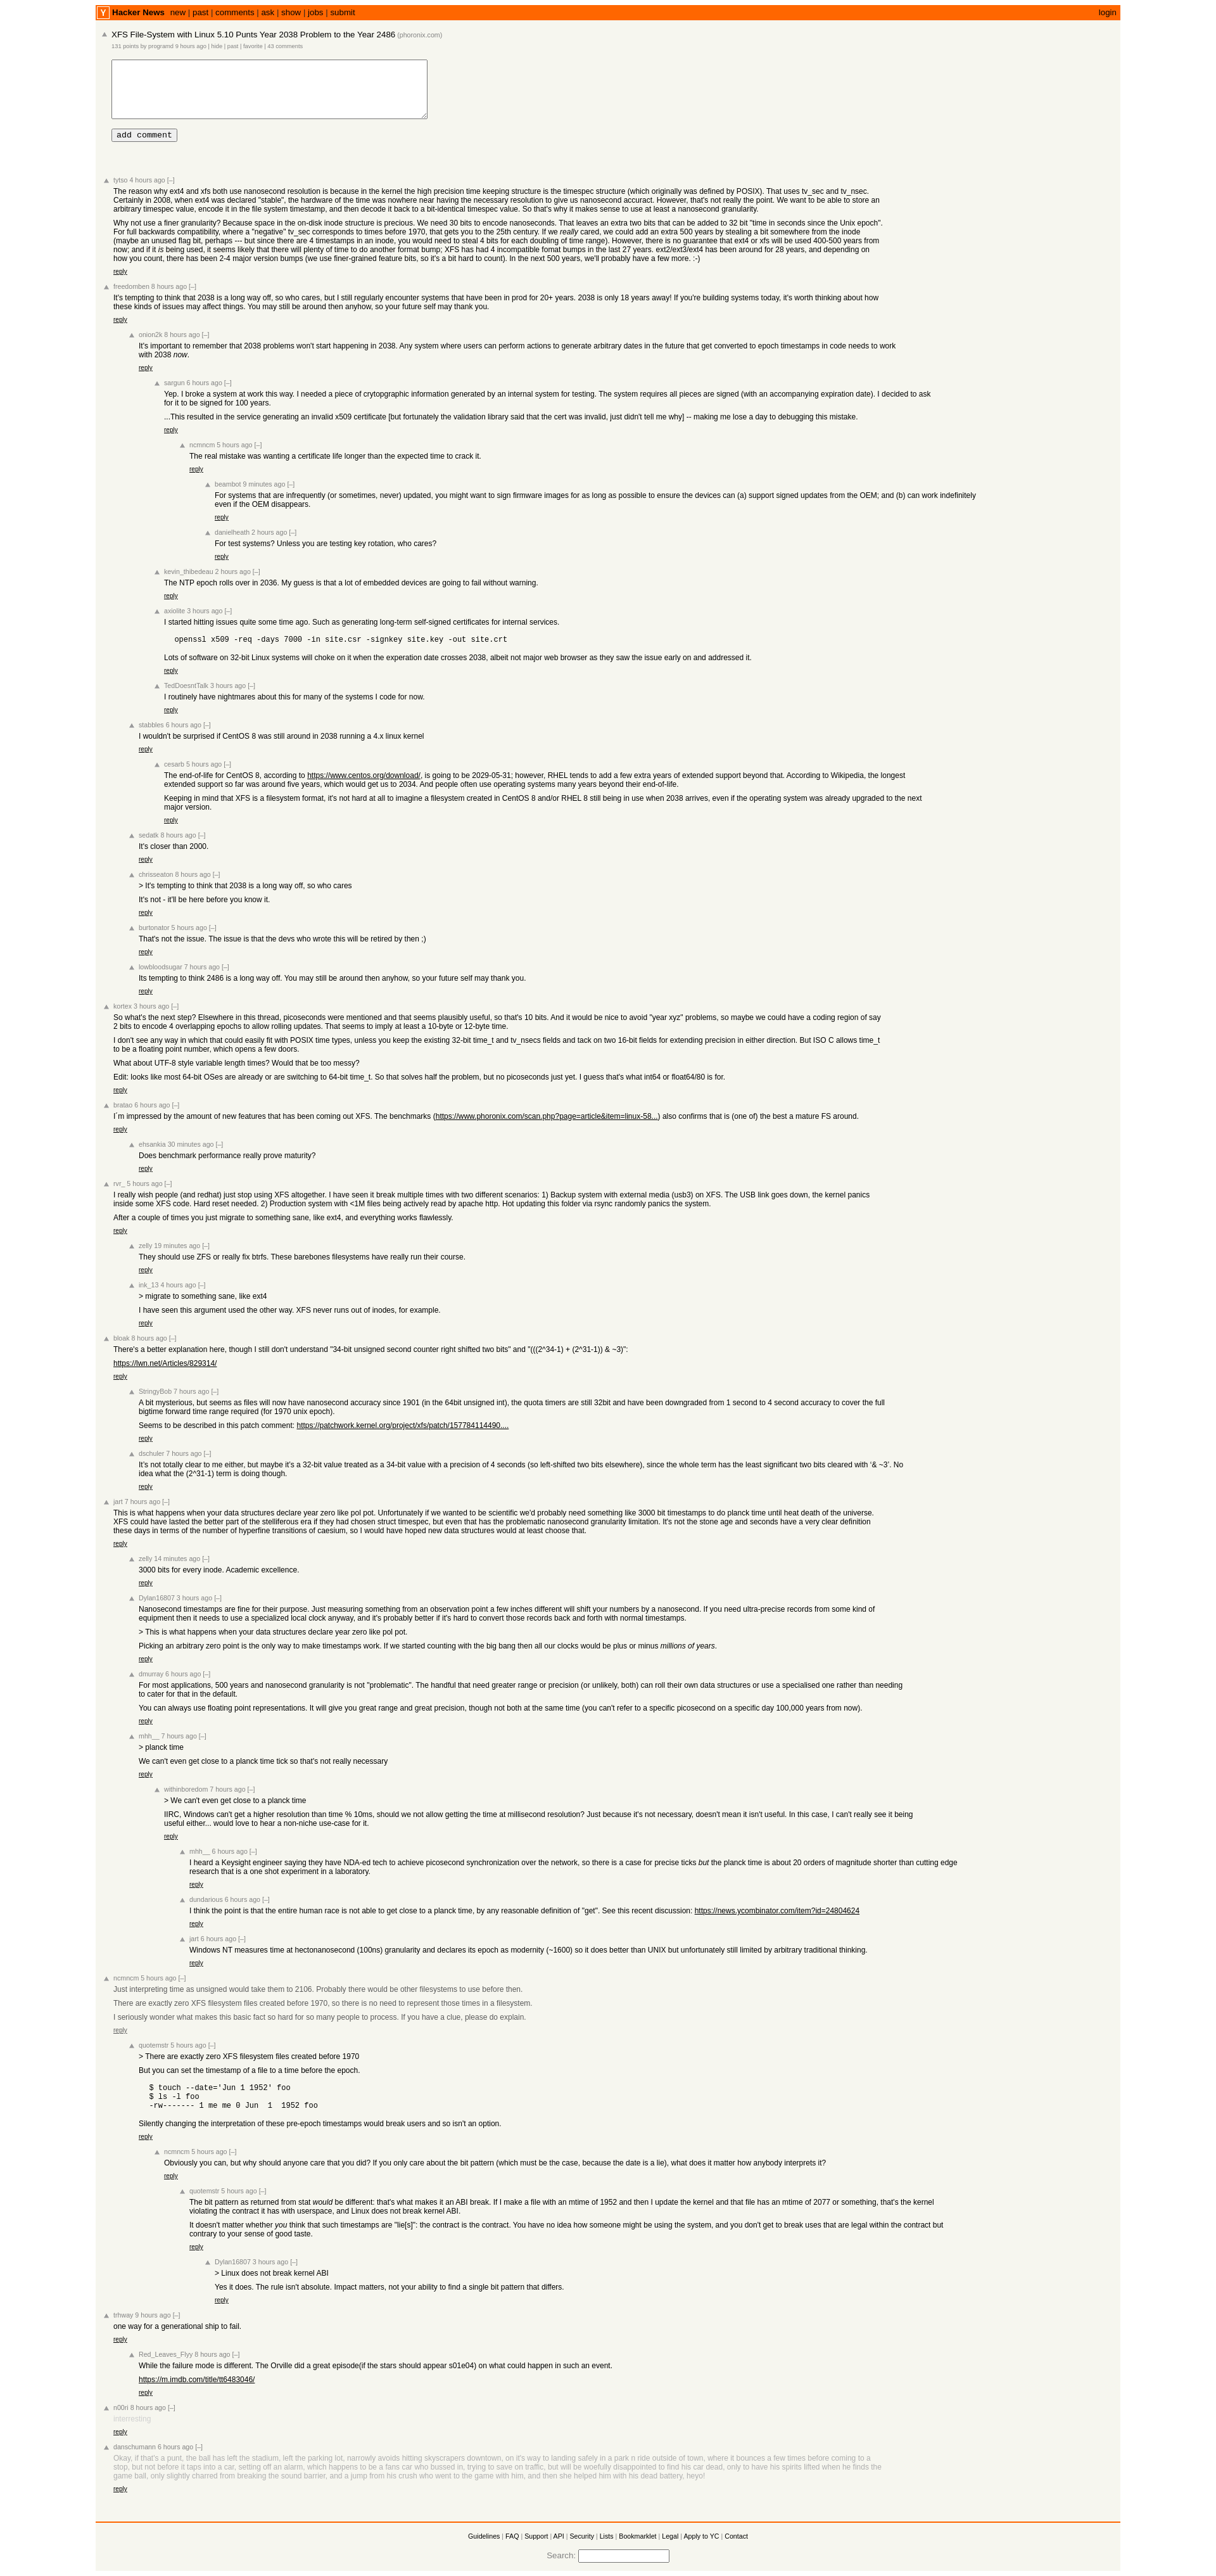 Y Hacker News new | past | comments | ask | show | jobs | submit login
XFS File-System with Linux 5.10 Punts Year 2038 Problem to the Year 2486 (phoronix.com)
131 points by programd 9 hours ago | hide | past | favorite | 43 comments
add comment
tytso 4 hours ago [–]
The reason why ext4 and xfs both use nanosecond resolution is because in the kernel the high precision time keeping structure is the timespec structure (which originally was defined by POSIX). That uses tv_sec and tv_nsec.
Certainly in 2008, when ext4 was declared "stable", the hardware of the time was nowhere near having the necessary resolution to give us nanosecond accuract. However, that's not really the point. We want to be able to store an
arbitrary timespec value, encode it in the file system timestamp, and then decode it back to a bit-identical timespec value. So that's why it makes sense to use at least a nanosecond granularity.
Why not use a finer granularity? Because space in the on-disk inode structure is precious. We need 30 bits to encode nanoseconds. That leaves an extra two bits that can be added to 32 bit "time in seconds since the Unix epoch".
For full backwards compatibility, where a "negative" tv_sec corresponds to times before 1970, that gets you to the 25th century. If we really cared, we could add an extra 500 years by stealing a bit somewhere from the inode
(maybe an unused flag bit, perhaps --- but since there are 4 timestamps in an inode, you would need to steal 4 bits for each doubling of time range). However, there is no guarantee that ext4 or xfs will be used 400-500 years from
now; and if it is being used, it seems likely that there will plenty of time to do another format bump; XFS has had 4 incompatible fomat bumps in the last 27 years. ext2/ext3/ext4 has been around for 28 years, and depending on
how you count, there has been 2-4 major version bumps (we use finer-grained feature bits, so it's a bit hard to count). In the next 500 years, we'll probably have a few more. :-)
reply
freedomben 8 hours ago [–]
It's tempting to think that 2038 is a long way off, so who cares, but I still regularly encounter systems that have been in prod for 20+ years. 2038 is only 18 years away! If you're building systems today, it's worth thinking about how
these kinds of issues may affect things. You may still be around then anyhow, so your future self may thank you.
reply
onion2k 8 hours ago [–]
It's important to remember that 2038 problems won't start happening in 2038. Any system where users can perform actions to generate arbitrary dates in the future that get converted to epoch timestamps in code needs to work
with 2038 now.
reply
sargun 6 hours ago [–]
Yep. I broke a system at work this way. I needed a piece of crytopgraphic information generated by an internal system for testing. The system requires all pieces are signed (with an accompanying expiration date). I decided to ask
for it to be signed for 100 years.
...This resulted in the service generating an invalid x509 certificate [but fortunately the validation library said that the cert was invalid, just didn't tell me why] -- making me lose a day to debugging this mistake.
reply
ncmncm 5 hours ago [–]
The real mistake was wanting a certificate life longer than the expected time to crack it.
reply
beambot 9 minutes ago [–]
For systems that are infrequently (or sometimes, never) updated, you might want to sign firmware images for as long as possible to ensure the devices can (a) support signed updates from the OEM; and (b) can work indefinitely
even if the OEM disappears.
reply
danielheath 2 hours ago [–]
For test systems? Unless you are testing key rotation, who cares?
reply
kevin_thibedeau 2 hours ago [–]
The NTP epoch rolls over in 2036. My guess is that a lot of embedded devices are going to fail without warning.
reply
axiolite 3 hours ago [–]
I started hitting issues quite some time ago. Such as generating long-term self-signed certificates for internal services.
openssl x509 -req -days 7000 -in site.csr -signkey site.key -out site.crt
Lots of software on 32-bit Linux systems will choke on it when the experation date crosses 2038, albeit not major web browser as they saw the issue early on and addressed it.
reply
TedDoesntTalk 3 hours ago [–]
I routinely have nightmares about this for many of the systems I code for now.
reply
stabbles 6 hours ago [–]
I wouldn't be surprised if CentOS 8 was still around in 2038 running a 4.x linux kernel
reply
cesarb 5 hours ago [–]
The end-of-life for CentOS 8, according to https://www.centos.org/download/, is going to be 2029-05-31; however, RHEL tends to add a few extra years of extended support beyond that. According to Wikipedia, the longest
extended support so far was around five years, which would get us to 2034. And people often use operating systems many years beyond their end-of-life.
Keeping in mind that XFS is a filesystem format, it's not hard at all to imagine a filesystem created in CentOS 8 and/or RHEL 8 still being in use when 2038 arrives, even if the operating system was already upgraded to the next
major version.
reply
sedatk 8 hours ago [–]
It's closer than 2000.
reply
chrisseaton 8 hours ago [–]
> It's tempting to think that 2038 is a long way off, so who cares
It's not - it'll be here before you know it.
reply
burtonator 5 hours ago [–]
That's not the issue. The issue is that the devs who wrote this will be retired by then ;)
reply
lowbloodsugar 7 hours ago [–]
Its tempting to think 2486 is a long way off. You may still be around then anyhow, so your future self may thank you.
reply
kortex 3 hours ago [–]
So what's the next step? Elsewhere in this thread, picoseconds were mentioned and that seems plausibly useful, so that's 10 bits. And it would be nice to avoid "year xyz" problems, so maybe we could have a coding region of say
2 bits to encode 4 overlapping epochs to allow rolling updates. That seems to imply at least a 10-byte or 12-byte time.
I don't see any way in which that could easily fit with POSIX time types, unless you keep the existing 32-bit time_t and tv_nsecs fields and tack on two 16-bit fields for extending precision in either direction. But ISO C allows time_t
to be a floating point number, which opens a few doors.
What about UTF-8 style variable length times? Would that be too messy?
Edit: looks like most 64-bit OSes are already or are switching to 64-bit time_t. So that solves half the problem, but no picoseconds just yet. I guess that's what int64 or float64/80 is for.
reply
bratao 6 hours ago [–]
I´m impressed by the amount of new features that has been coming out XFS. The benchmarks (https://www.phoronix.com/scan.php?page=article&item=linux-58...) also confirms that is (one of) the best a mature FS around.
reply
ehsankia 30 minutes ago [–]
Does benchmark performance really prove maturity?
reply
rvr_ 5 hours ago [–]
I really wish people (and redhat) just stop using XFS altogether. I have seen it break multiple times with two different scenarios: 1) Backup system with external media (usb3) on XFS. The USB link goes down, the kernel panics
inside some XFS code. Hard reset needed. 2) Production system with <1M files being actively read by apache http. Hot updating this folder via rsync randomly panics the system.
After a couple of times you just migrate to something sane, like ext4, and everything works flawlessly.
reply
zelly 19 minutes ago [–]
They should use ZFS or really fix btrfs. These barebones filesystems have really run their course.
reply
ink_13 4 hours ago [–]
> migrate to something sane, like ext4
I have seen this argument used the other way. XFS never runs out of inodes, for example.
reply
bloak 8 hours ago [–]
There's a better explanation here, though I still don't understand "34-bit unsigned second counter right shifted two bits" and "(((2^34-1) + (2^31-1)) & ~3)":
https://lwn.net/Articles/829314/
reply
StringyBob 7 hours ago [–]
A bit mysterious, but seems as files will now have nanosecond accuracy since 1901 (in the 64bit unsigned int), the quota timers are still 32bit and have been downgraded from 1 second to 4 second accuracy to cover the full
bigtime forward time range required (for 1970 unix epoch).
Seems to be described in this patch comment: https://patchwork.kernel.org/project/xfs/patch/157784114490....
reply
dschuler 7 hours ago [–]
It's not totally clear to me either, but maybe it's a 32-bit value treated as a 34-bit value with a precision of 4 seconds (so left-shifted two bits elsewhere), since the whole term has the least significant two bits cleared with ‘& ~3’. No
idea what the (2^31-1) term is doing though.
reply
jart 7 hours ago [–]
This is what happens when your data structures declare year zero like pol pot. Unfortunately if we wanted to be scientific we'd probably need something like 3000 bit timestamps to do planck time until heat death of the universe.
XFS could have lasted the better part of the stelliferous era if they had chosen struct timespec, but even that has the problematic nanosecond granularity limitation. It's not the stone age and seconds have a very clear definition
these days in terms of the number of hyperfine transitions of caesium, so I would have hoped new data structures would at least choose that.
reply
zelly 14 minutes ago [–]
3000 bits for every inode. Academic excellence.
reply
Dylan16807 3 hours ago [–]
Nanosecond timestamps are fine for their purpose. Just measuring something from an observation point a few inches different will shift your numbers by a nanosecond. If you need ultra-precise records from some kind of
equipment then it needs to use a specialized local clock anyway, and it's probably better if it's hard to convert those records back and forth with normal timestamps.
> This is what happens when your data structures declare year zero like pol pot.
Picking an arbitrary zero point is the only way to make timestamps work. If we started counting with the big bang then all our clocks would be plus or minus millions of years.
reply
dmurray 6 hours ago [–]
For most applications, 500 years and nanosecond granularity is not "problematic". The handful that need greater range or precision (or unlikely, both) can roll their own data structures or use a specialised one rather than needing
to cater for that in the default.
You can always use floating point representations. It will give you great range and great precision, though not both at the same time (you can't refer to a specific picosecond on a specific day 100,000 years from now).
reply
mhh__ 7 hours ago [–]
> planck time
We can't even get close to a planck time tick so that's not really necessary
reply
withinboredom 7 hours ago [–]
> We can't even get close to a planck time
IIRC, Windows can't get a higher resolution than time % 10ms, should we not allow getting the time at millisecond resolution? Just because it's not necessary, doesn't mean it isn't useful. In this case, I can't really see it being
useful either... would love to hear a non-niche use-case for it.
reply
mhh__ 6 hours ago [–]
I heard a Keysight engineer saying they have NDA-ed tech to achieve picosecond synchronization over the network, so there is a case for precise ticks but the planck time is about 20 orders of magnitude shorter than cutting edge
research that is a one shot experiment in a laboratory.
reply
dundarious 6 hours ago [–]
I think the point is that the entire human race is not able to get close to a planck time, by any reasonable definition of "get". See this recent discussion: https://news.ycombinator.com/item?id=24804624
reply
jart 6 hours ago [–]
Windows NT measures time at hectonanosecond (100ns) granularity and declares its epoch as modernity (~1600) so it does better than UNIX but unfortunately still limited by arbitrary traditional thinking.
reply
ncmncm 5 hours ago [–]
Just interpreting time as unsigned would take them to 2106. Probably there would be other filesystems to use before then.
There are exactly zero XFS filesystem files created before 1970, so there is no need to represent those times in a filesystem.
I seriously wonder what makes this basic fact so hard for so many people to process. If you have a clue, please do explain.
reply
quotemstr 5 hours ago [–]
> There are exactly zero XFS filesystem files created before 1970
But you can set the timestamp of a file to a time before the epoch.
$ touch --date='Jun 1 1952' foo
$ ls -l foo
-rw------- 1 me me 0 Jun  1  1952 foo
Silently changing the interpretation of these pre-epoch timestamps would break users and so isn't an option.
reply
ncmncm 5 hours ago [–]
Obviously you can, but why should anyone care that you did? If you only care about the bit pattern (which must be the case, because the date is a lie), what does it matter how anybody interprets it?
reply
quotemstr 5 hours ago [–]
The bit pattern as returned from stat would be different: that's what makes it an ABI break. If I make a file with an mtime of 1952 and then I update the kernel and that file has an mtime of 2077 or something, that's the kernel
violating the contract it has with userspace, and Linux does not break kernel ABI.
It doesn't matter whether you think that such timestamps are "lie[s]": the contract is the contract. You have no idea how someone might be using the system, and you don't get to break uses that are legal within the contract but
contrary to your sense of good taste.
reply
Dylan16807 3 hours ago [–]
> Linux does not break kernel ABI
Yes it does. The rule isn't absolute. Impact matters, not your ability to find a single bit pattern that differs.
reply
trhway 9 hours ago [–]
one way for a generational ship to fail.
reply
Red_Leaves_Flyy 8 hours ago [–]
While the failure mode is different. The Orville did a great episode(if the stars should appear s01e04) on what could happen in such an event.
https://m.imdb.com/title/tt6483046/
reply
n00ri 8 hours ago [–]
interresting
reply
danschumann 6 hours ago [–]
Okay. if that's a punt, the ball has left the stadium, left the parking lot, narrowly avoids hitting skyscrapers downtown, on it's way to landing safely in a park n ride outside of town, where it bounces a few times before coming to a
stop, but not before it taps into a car, setting off an alarm, which happens to be a fans car who bussed in, trying to save on traffic, but will be woefully disappointed to find his car dead, only to have his spirits lifted when he finds the
game ball, only slightly charred from breaking the sound barrier, and a jump from his crush who went to the game with him, and then she helped him with his dead battery, heyo!
reply
Guidelines | FAQ | Support | API | Security | Lists | Bookmarklet | Legal | Apply to YC | Contact
Search: